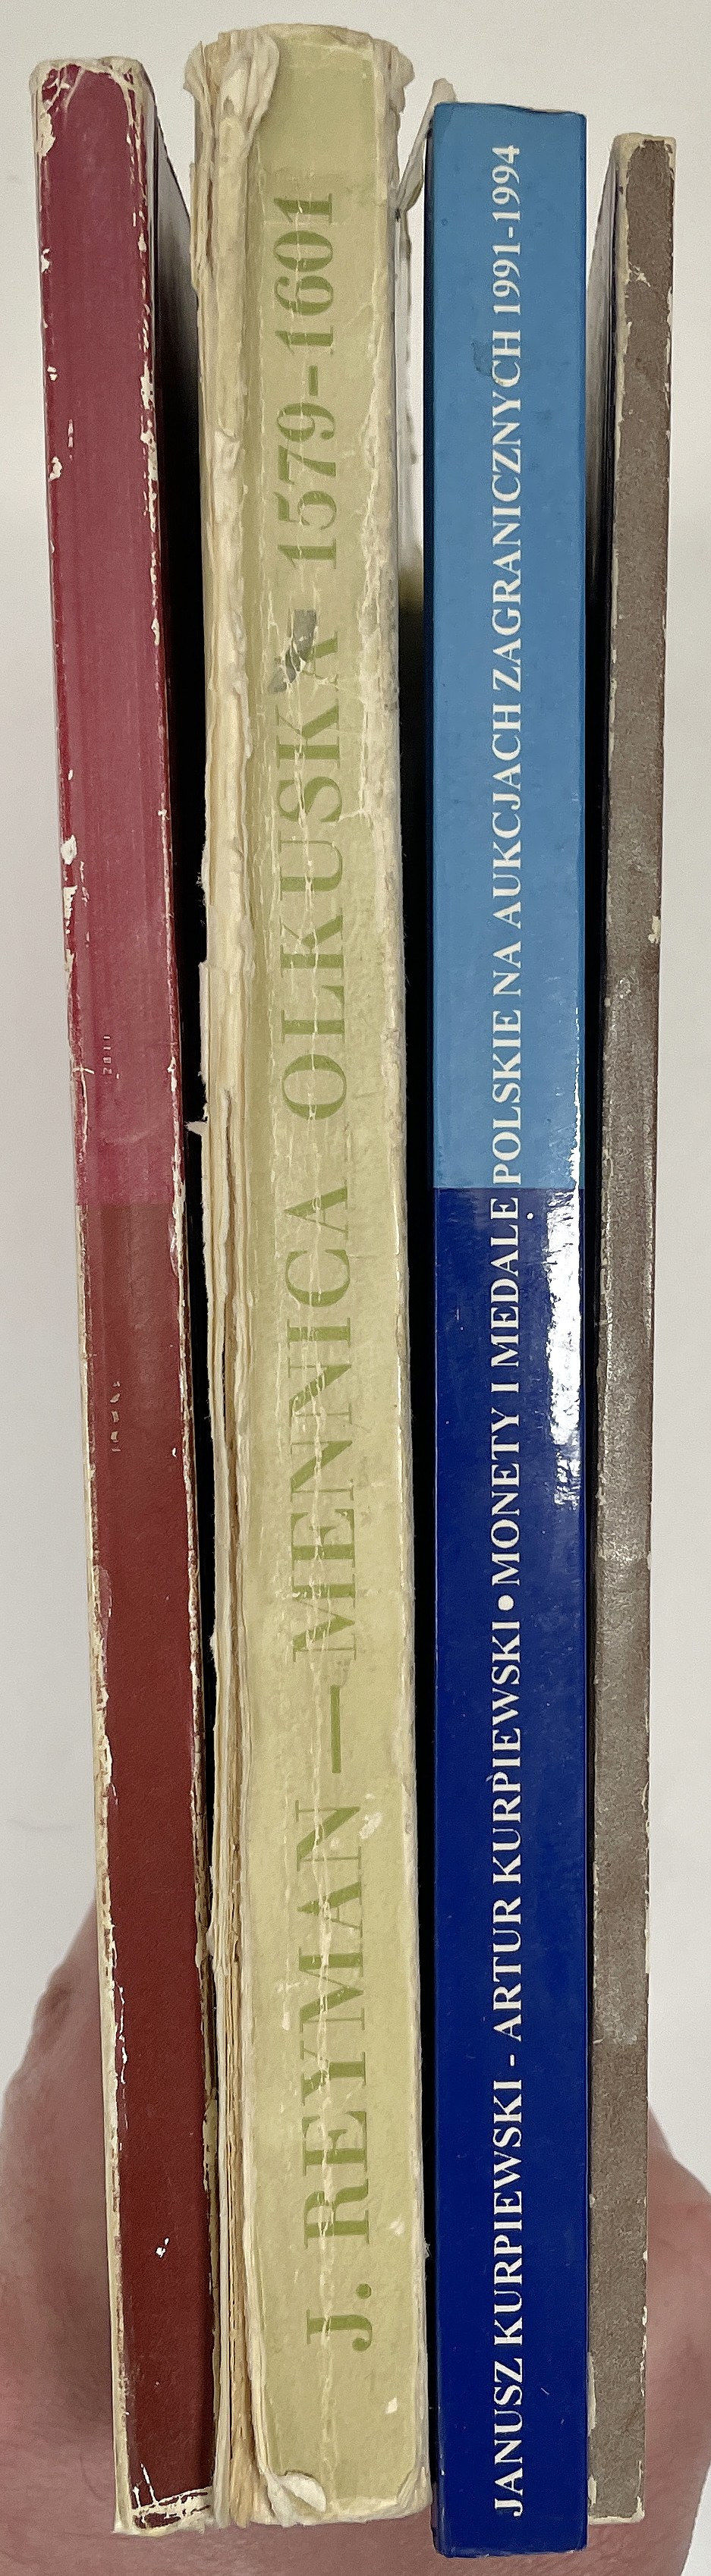 J. REYMAN — MENNICA OLKUSKA 1579-1601
JANUSZ KURPIEWSKI - ARTUR KURPIEWSKI • MONETY I MEDALE POLSKIE NA AUKCJACH ZAGRANICZNYCH 1991-1994